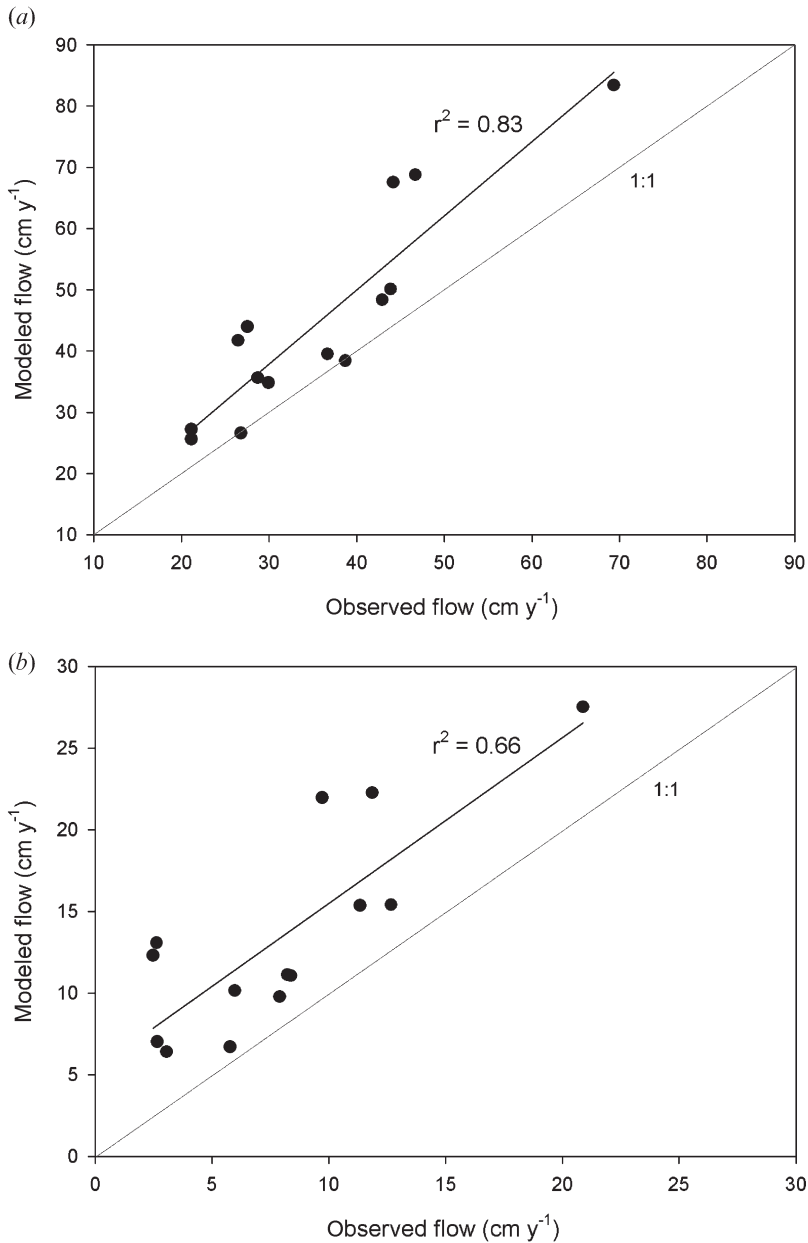 (a)
90
80
70
60
50
40
30
20
10
Modeled flow (cm y⁻¹)
r² = 0.83
1:1
10 20 30 40 50 60 70 80 90
Observed flow (cm y⁻¹)
(b)
30
25
20
15
10
5
0
Modeled flow (cm y⁻¹)
r² = 0.66
1:1
0 5 10 15 20 25 30
Observed flow (cm y⁻¹)